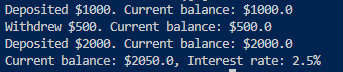 Deposited $1000. Current balance: $1000.0
Withdrew $500. Current balance: $500.0
Deposited $2000. Current balance: $2000.0
Current balance: $2050.0, Interest rate: 2.5%